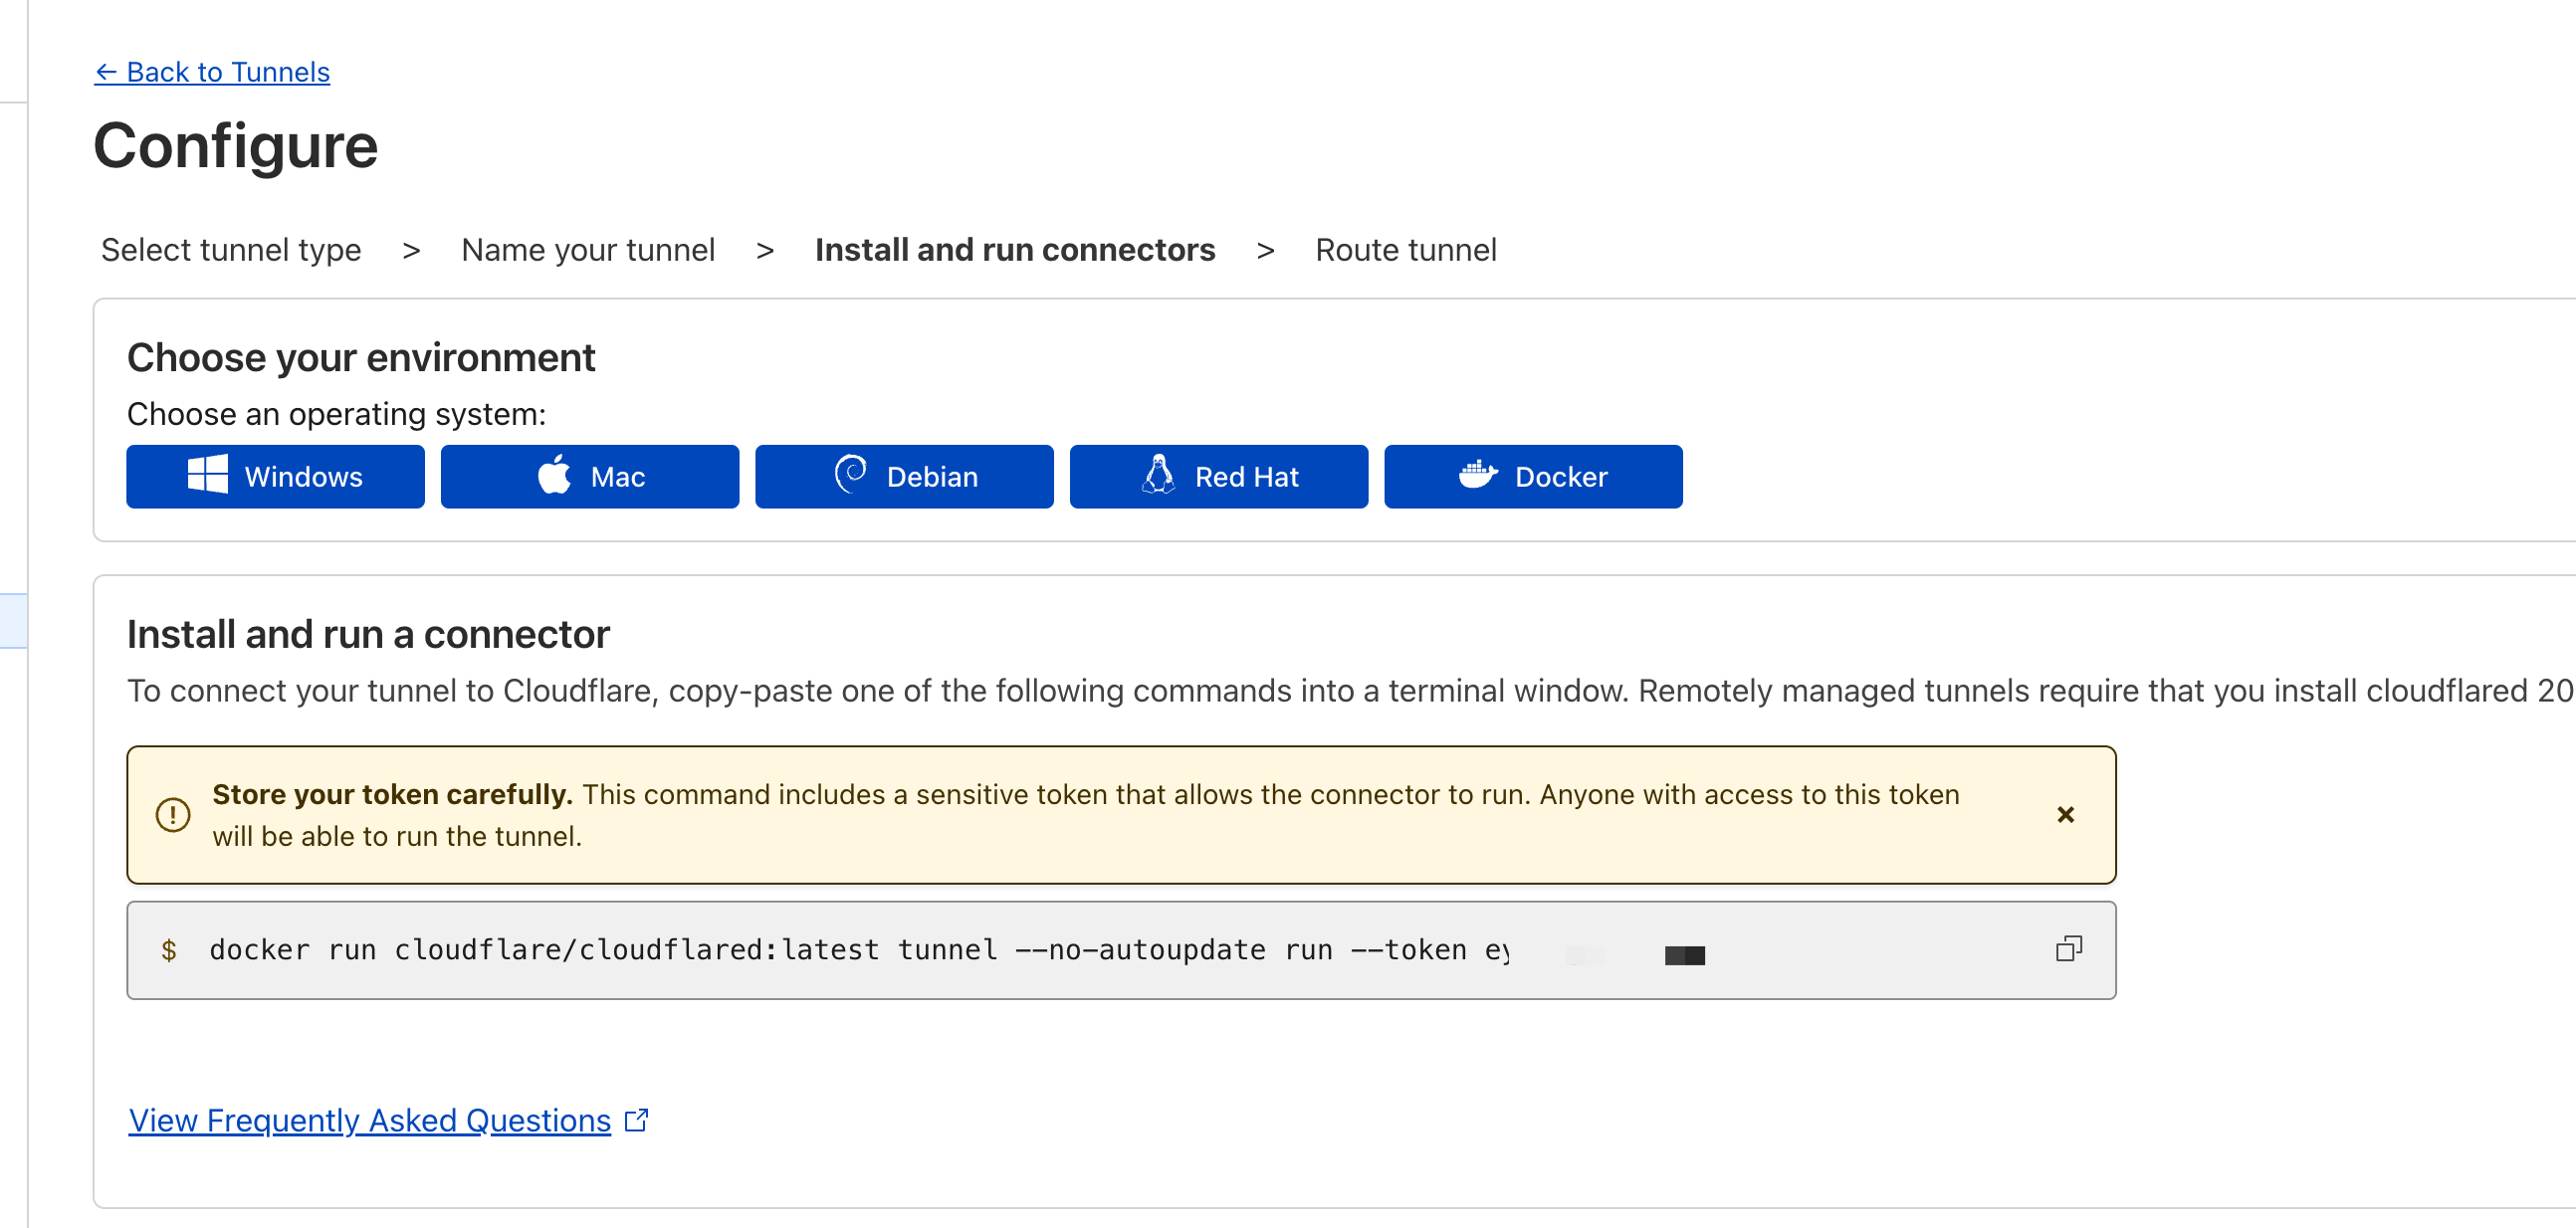 ← Back to Tunnels
Configure
Select tunnel type > Name your tunnel > Install and run connectors > Route tunnel
Choose your environment
Choose an operating system:
Windows Mac Debian Red Hat Docker
Install and run a connector
To connect your tunnel to Cloudflare, copy-paste one of the following commands into a terminal window. Remotely managed tunnels require that you install cloudflared 20
Store your token carefully. This command includes a sensitive token that allows the connector to run. Anyone with access to this token
will be able to run the tunnel.
$ docker run cloudflare/cloudflared:latest tunnel --no-autoupdate run --token ey
View Frequently Asked Questions